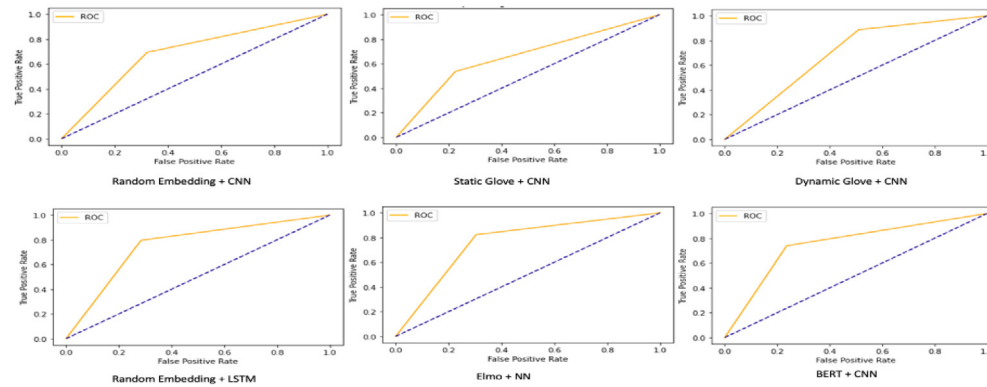 ROC
True Positive Rate
1.0
0.8
0.6
0.4
0.2
0.0
0.0 0.2 0.4 0.6 0.8 1.0
False Positive Rate
Random Embedding + CNN
ROC
True Positive Rate
1.0
0.8
0.6
0.4
0.2
0.0
0.0 0.2 0.4 0.6 0.8 1.0
False Positive Rate
Static Glove + CNN
ROC
True Positive Rate
1.0
0.8
0.6
0.4
0.2
0.0
0.0 0.2 0.4 0.6 0.8 1.0
False Positive Rate
Dynamic Glove + CNN
ROC
True Positive Rate
1.0
0.8
0.6
0.4
0.2
0.0
0.0 0.2 0.4 0.6 0.8 1.0
False Positive Rate
Random Embedding + LSTM
ROC
True Positive Rate
1.0
0.8
0.6
0.4
0.2
0.0
0.0 0.2 0.4 0.6 0.8 1.0
False Positive Rate
Elmo + NN
ROC
True Positive Rate
1.0
0.8
0.6
0.4
0.2
0.0
0.0 0.2 0.4 0.6 0.8 1.0
False Positive Rate
BERT + CNN